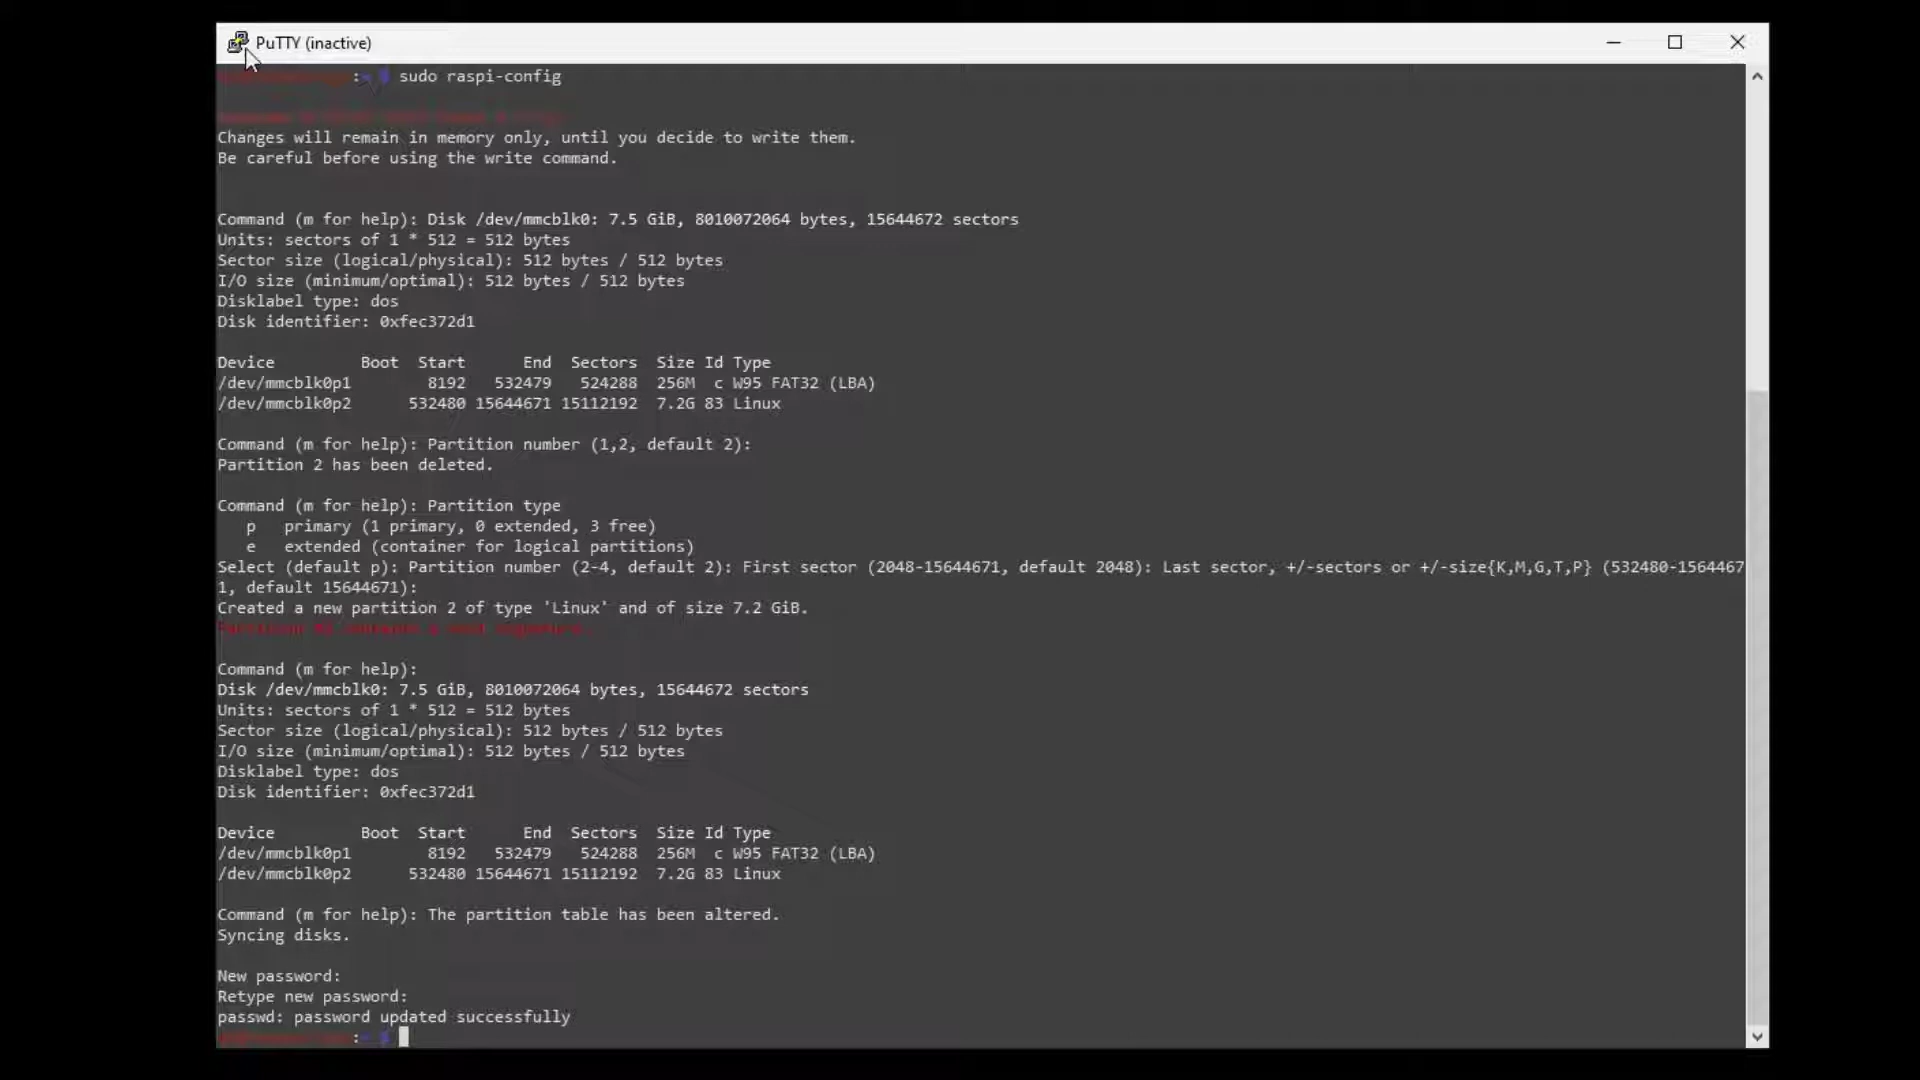 PuTTY (inactive)
:~ $ sudo raspi-config
Changes will remain in memory only, until you decide to write them.
Be careful before using the write command.
Command (m for help): Disk /dev/mmcblk0: 7.5 GiB, 8010072064 bytes, 15644672 sectors
Units: sectors of 1 * 512 = 512 bytes
Sector size (logical/physical): 512 bytes / 512 bytes
I/O size (minimum/optimal): 512 bytes / 512 bytes
Disklabel type: dos
Disk identifier: 0xfec372d1
Device         Boot  Start      End  Sectors  Size Id Type
/dev/mmcblk0p1        8192   532479   524288  256M  c W95 FAT32 (LBA)
/dev/mmcblk0p2      532480 15644671 15112192  7.2G 83 Linux
Command (m for help): Partition number (1,2, default 2):
Partition 2 has been deleted.
Command (m for help): Partition type
p   primary (1 primary, 0 extended, 3 free)
e   extended (container for logical partitions)
Select (default p): Partition number (2-4, default 2): First sector (2048-15644671, default 2048): Last sector, +/-sectors or +/-size{K,M,G,T,P} (532480-1564467
1, default 15644671):
Created a new partition 2 of type 'Linux' and of size 7.2 GiB.
Partition #2 contains a ext4 signature.
Command (m for help):
Disk /dev/mmcblk0: 7.5 GiB, 8010072064 bytes, 15644672 sectors
Units: sectors of 1 * 512 = 512 bytes
Sector size (logical/physical): 512 bytes / 512 bytes
I/O size (minimum/optimal): 512 bytes / 512 bytes
Disklabel type: dos
Disk identifier: 0xfec372d1
Device         Boot  Start      End  Sectors  Size Id Type
/dev/mmcblk0p1        8192   532479   524288  256M  c W95 FAT32 (LBA)
/dev/mmcblk0p2      532480 15644671 15112192  7.2G 83 Linux
Command (m for help): The partition table has been altered.
Syncing disks.
New password:
Retype new password:
passwd: password updated successfully
:~ $